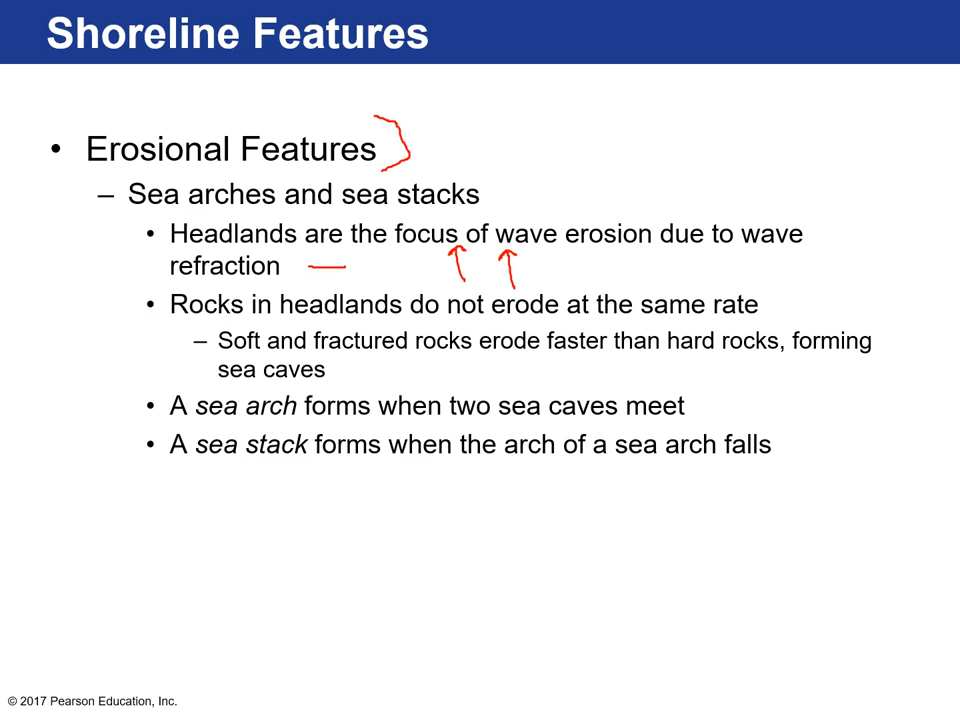 Shoreline Features
• Erosional Features
– Sea arches and sea stacks
• Headlands are the focus of wave erosion due to wave
refraction
• Rocks in headlands do not erode at the same rate
– Soft and fractured rocks erode faster than hard rocks, forming
sea caves
• A sea arch forms when two sea caves meet
• A sea stack forms when the arch of a sea arch falls
© 2017 Pearson Education, Inc.